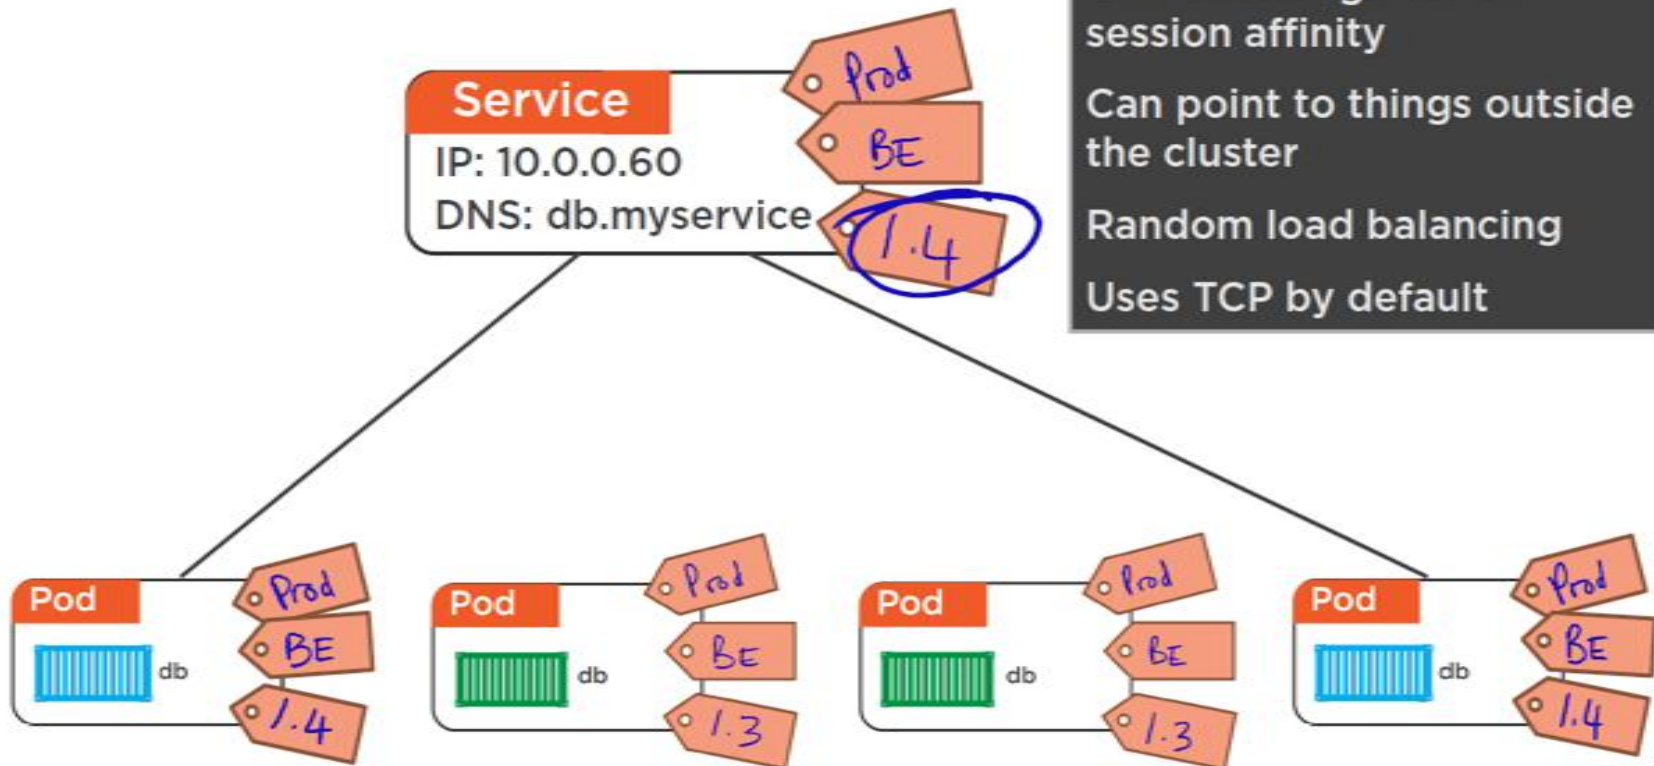 session affinity
Can point to things outside
the cluster
Random load balancing
Uses TCP by default
Service
IP: 10.0.0.60
DNS: db.myservice
Prod
BE
1.4
Pod
db
Prod
BE
1.4
Pod
db
Prod
BE
1.3
Pod
db
Prod
BE
1.3
Pod
db
Prod
BE
1.4